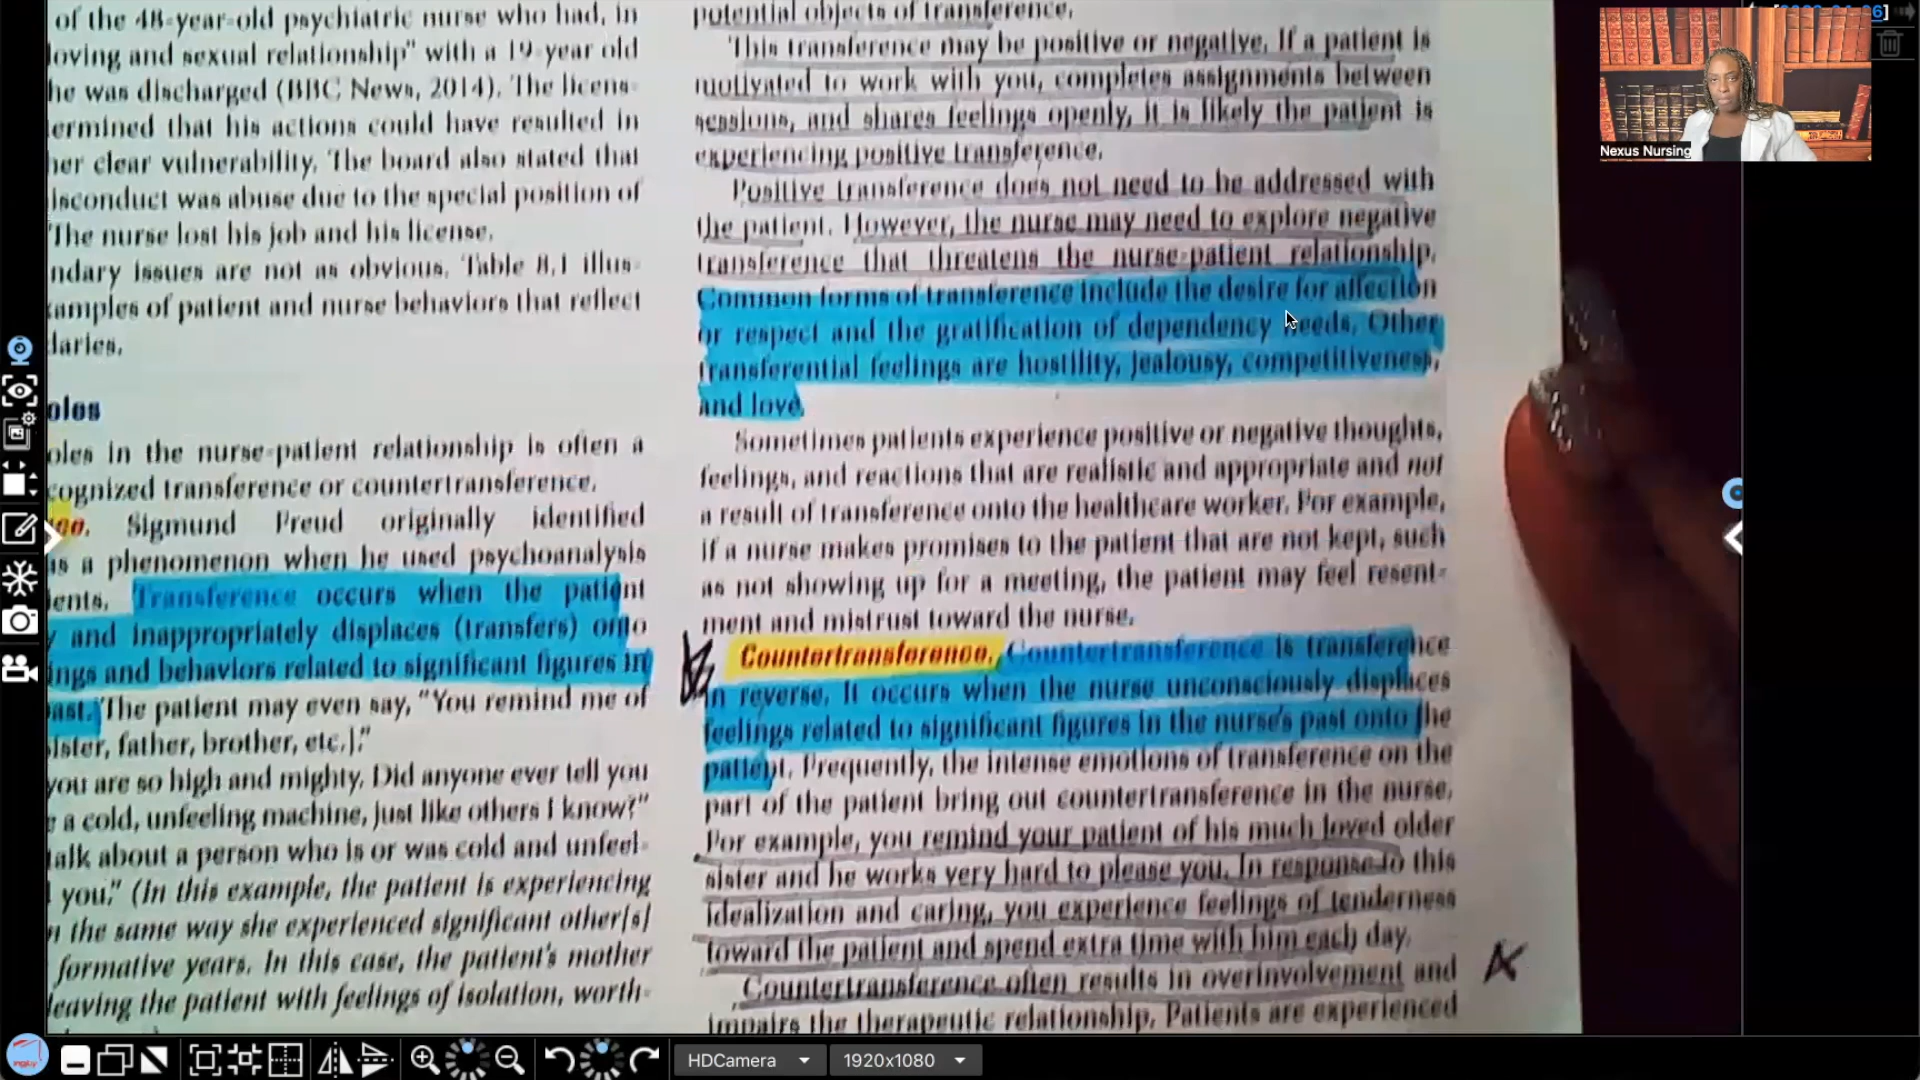 of the 48-year-old psychiatric nurse who had, in
loving and sexual relationship" with a 19-year old
he was discharged (BBC News, 2014). The licens-
ermined that his actions could have resulted in
her clear vulnerability. The board also stated that
isconduct was abuse due to the special position of
The nurse lost his job and his license.
ndary issues are not as obvious. Table 8.1 illus-
amples of patient and nurse behaviors that reflect
daries.
oles
oles in the nurse-patient relationship is often a
cognized transference or countertransference.
Sigmund Freud originally identified
as a phenomenon when he used psychoanalysis
ents. Transference occurs when the patient
y and inappropriately displaces (transfers) onto
ings and behaviors related to significant figures in
past. The patient may even say, "You remind me of
sister, father, brother, etc.]."
you are so high and mighty. Did anyone ever tell you
a cold, unfeeling machine, just like others I know?"
talk about a person who is or was cold and unfeel-
you." (In this example, the patient is experiencing
n the same way she experienced significant other[s]
formative years. In this case, the patient's mother
leaving the patient with feelings of isolation, worth-
potential objects of transference.
This transference may be positive or negative. If a patient is
motivated to work with you, completes assignments between
sessions, and shares feelings openly, it is likely the patient is
experiencing positive transference.
Positive transference does not need to be addressed with
the patient. However, the nurse may need to explore negative
transference that threatens the nurse-patient relationship.
Common forms of transference include the desire for affection
or respect and the gratification of dependency needs. Other
transferential feelings are hostility, jealousy, competitiveness,
and love.
Sometimes patients experience positive or negative thoughts,
feelings, and reactions that are realistic and appropriate and not
a result of transference onto the healthcare worker. For example,
if a nurse makes promises to the patient that are not kept, such
as not showing up for a meeting, the patient may feel resent-
ment and mistrust toward the nurse.
Countertransference. Countertransference is transference
in reverse. It occurs when the nurse unconsciously displaces
feelings related to significant figures in the nurse's past onto the
patient. Frequently, the intense emotions of transference on the
part of the patient bring out countertransference in the nurse.
For example, you remind your patient of his much loved older
sister and he works very hard to please you. In response to this
idealization and caring, you experience feelings of tenderness
toward the patient and spend extra time with him each day.
Countertransference often results in overinvolvement and
impairs the therapeutic relationship. Patients are experienced
Nexus Nursing
HDCamera
1920x1080